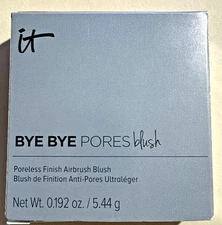 it
BYE BYE PORES blush
Poreless Finish Airbrush Blush
Blush de Finition Anti-Pores Ultraléger
Net Wt. 0.192 oz. / 5.44 g